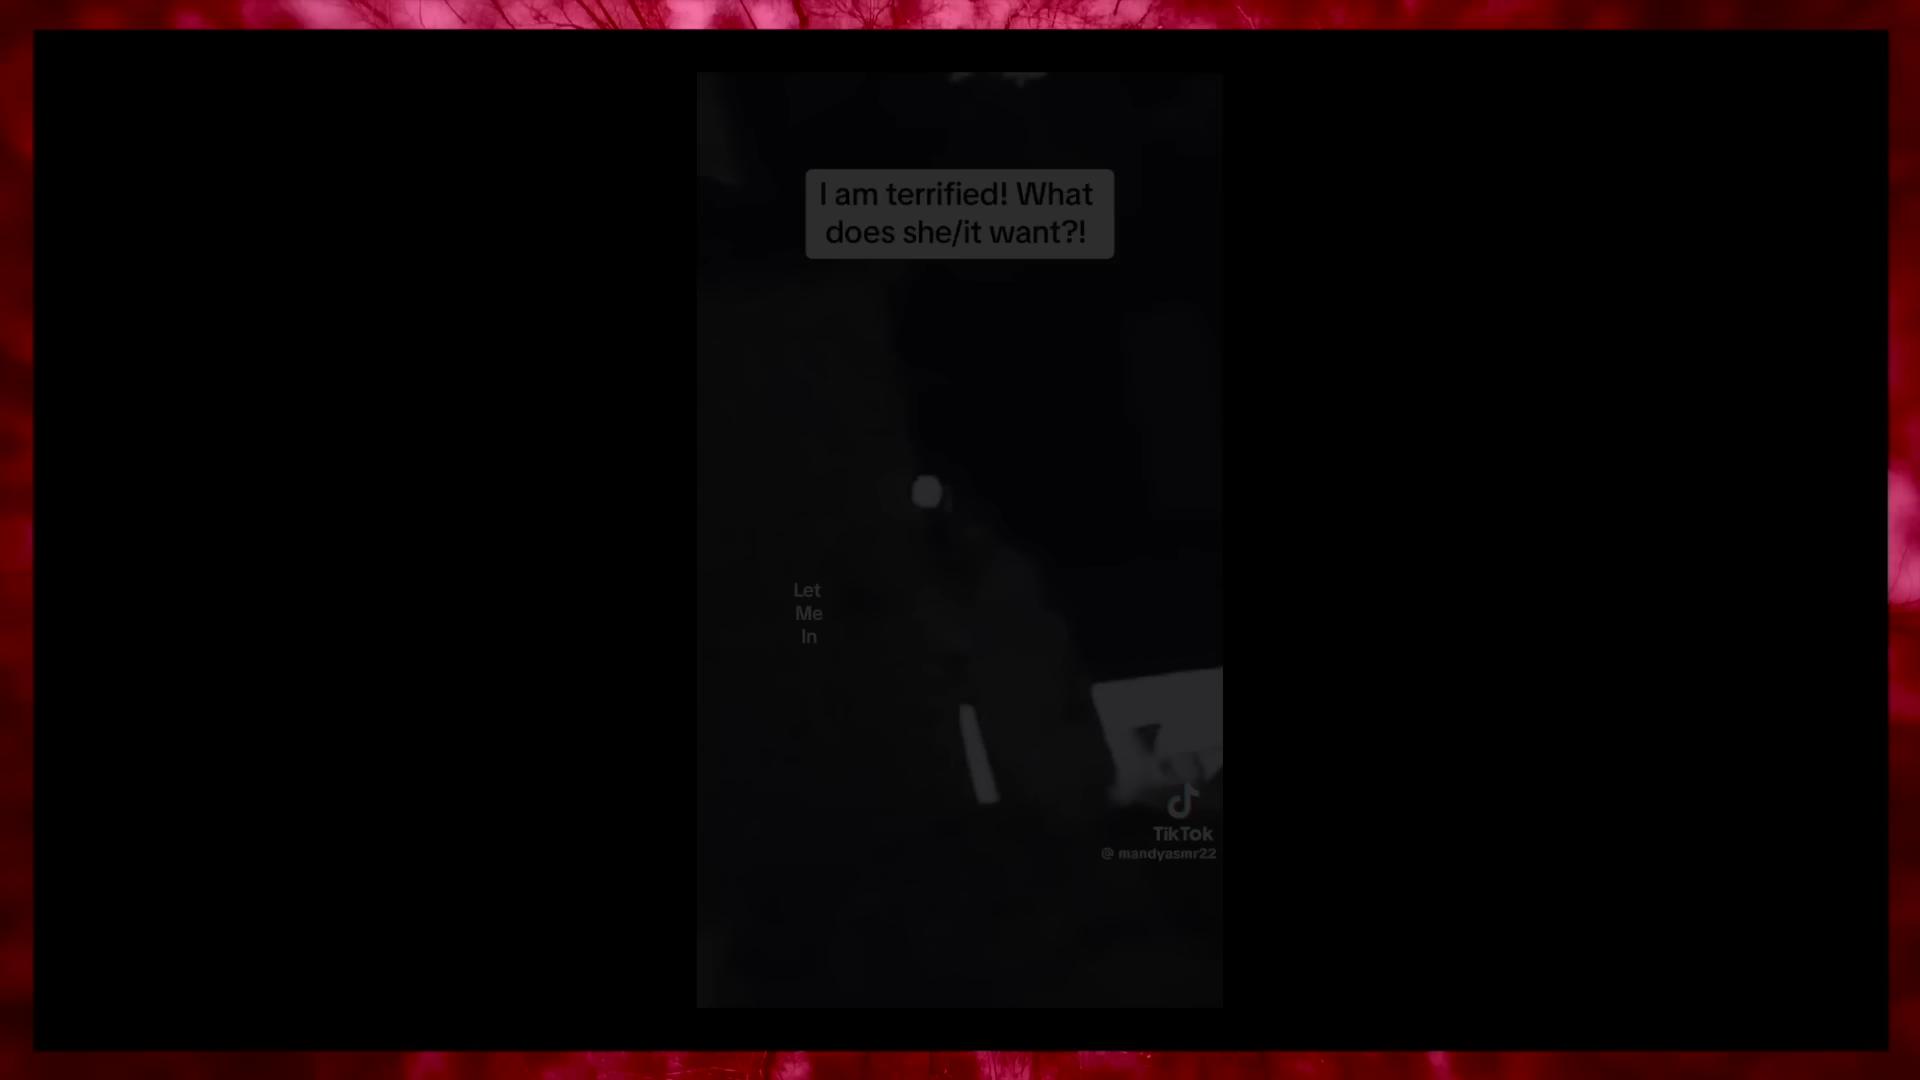 I am terrified! What
does she/it want?!
Let
Me
In
TikTok
@ mandyasmr22